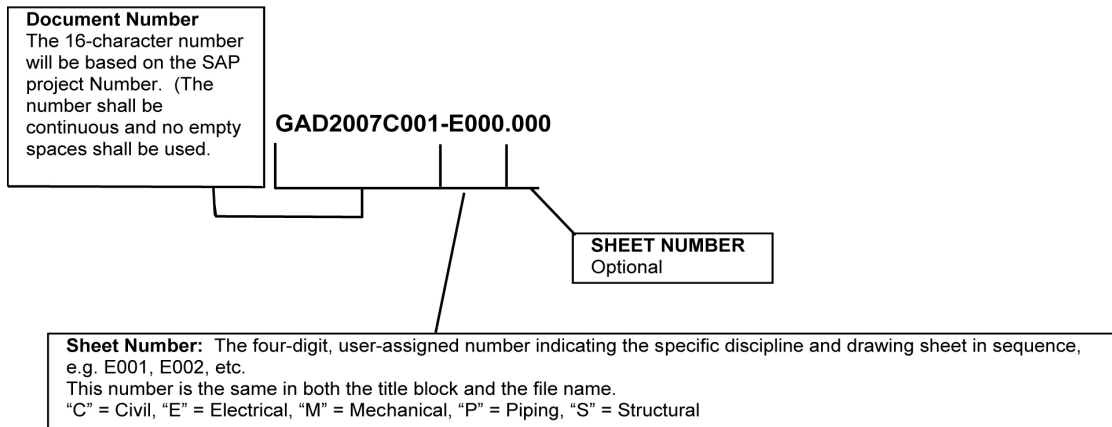 Document Number
The 16-character number
will be based on the SAP
project Number. (The
number shall be
continuous and no empty
spaces shall be used.
GAD2007C001-E000.000
SHEET NUMBER
Optional
Sheet Number: The four-digit, user-assigned number indicating the specific discipline and drawing sheet in sequence,
e.g. E001, E002, etc.
This number is the same in both the title block and the file name.
“C” = Civil, “E” = Electrical, “M” = Mechanical, “P” = Piping, “S” = Structural